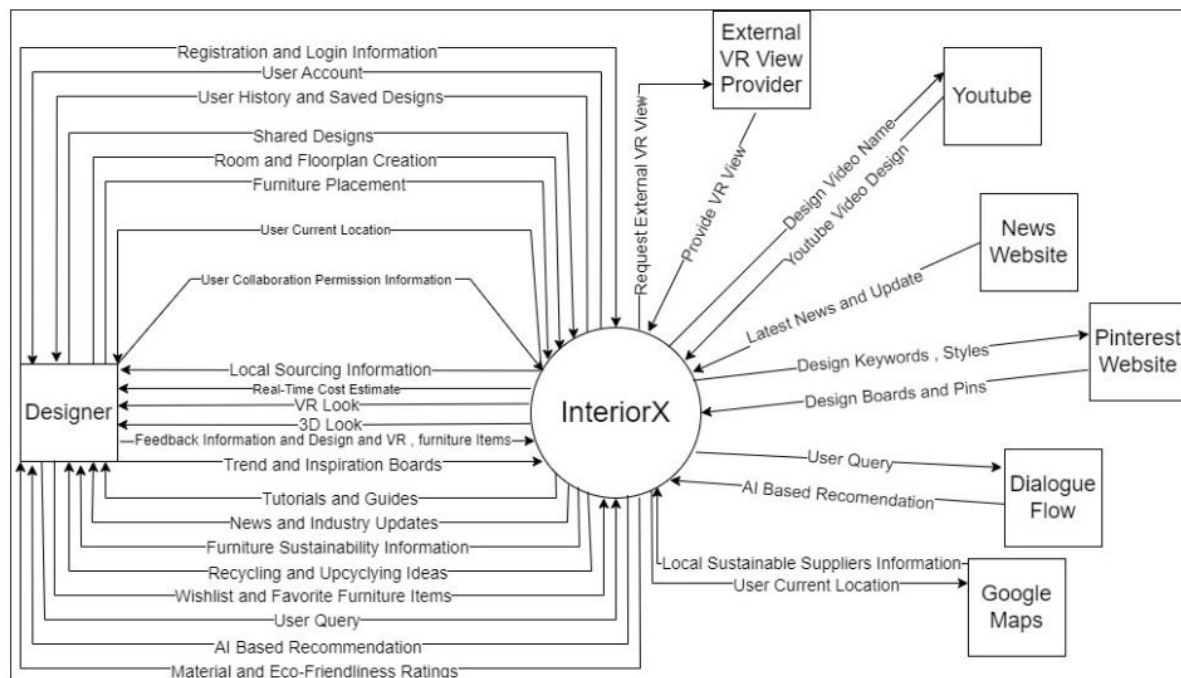 Registration and Login Information
User Account
User History and Saved Designs
Shared Designs
Room and Floorplan Creation
Furniture Placement
User Current Location
User Collaboration Permission Information
Local Sourcing Information
Real-Time Cost Estimate
VR Look
3D Look
Feedback Information and Design and VR , furniture Items
Trend and Inspiration Boards
Tutorials and Guides
News and Industry Updates
Furniture Sustainability Information
Recycling and Upcyclying Ideas
Wishlist and Favorite Furniture Items
User Query
AI Based Recommendation
Material and Eco-Friendliness Ratings
Designer
InteriorX
External
VR View
Provider
Request External VR View
Provide VR View
Youtube
Design Video Name
Youtube Video Design
News
Website
Latest News and Update
Pinterest
Website
Design Keywords , Styles
Design Boards and Pins
Dialogue
Flow
User Query
AI Based Recomendation
Google
Maps
Local Sustainable Suppliers Information
User Current Location